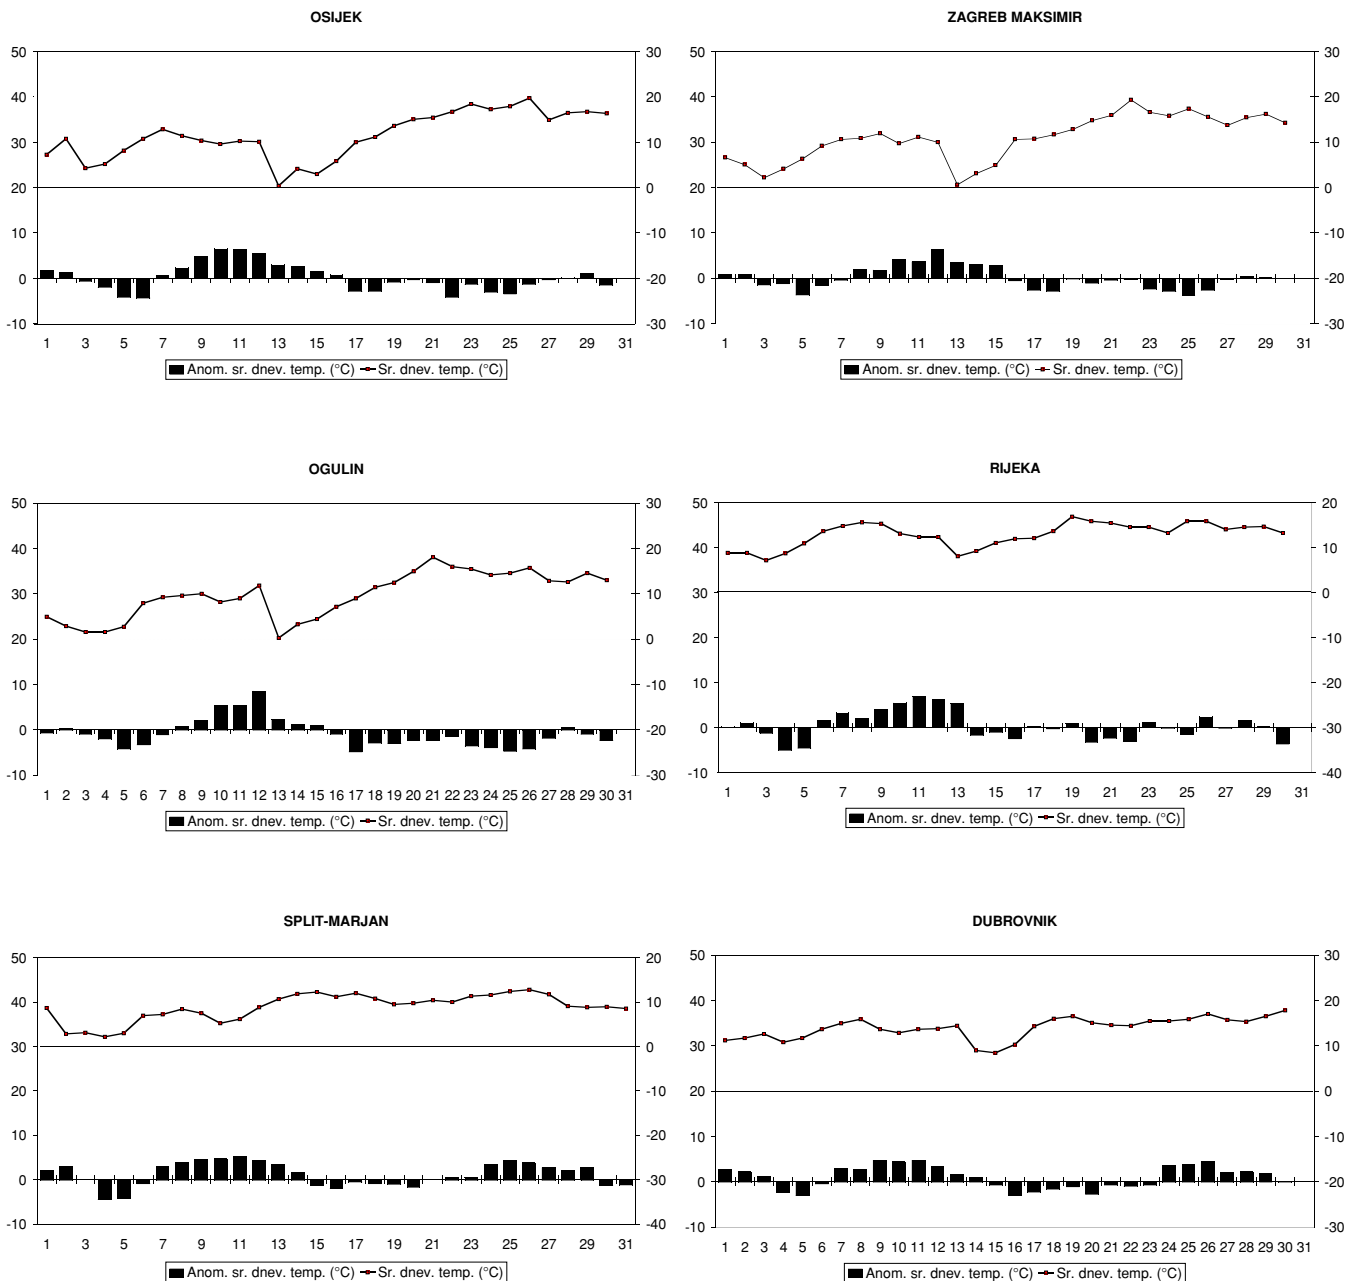 OSIJEK
50 40 30 20 10 0 -10
30 20 10 0 -10 -20 -30
1 3 5 7 9 11 13 15 17 19 21 23 25 27 29 31
Anom. sr. dnev. temp. (°C) Sr. dnev. temp. (°C)
ZAGREB MAKSIMIR
50 40 30 20 10 0 -10
30 20 10 0 -10 -20 -30
1 3 5 7 9 11 13 15 17 19 21 23 25 27 29 31
Anom. sr. dnev. temp. (°C) Sr. dnev. temp. (°C)
OGULIN
50 40 30 20 10 0 -10
30 20 10 0 -10 -20 -30
1 2 3 4 5 6 7 8 9 10 11 12 13 14 15 16 17 18 19 20 21 22 23 24 25 26 27 28 29 30 31
Anom. sr. dnev. temp. (°C) Sr. dnev. temp. (°C)
RIJEKA
50 40 30 20 10 0 -10
20 10 0 -10 -20 -30 -40
1 3 5 7 9 11 13 15 17 19 21 23 25 27 29 31
Anom. sr. dnev. temp. (°C) Sr. dnev. temp. (°C)
SPLIT-MARJAN
50 40 30 20 10 0 -10
20 10 0 -10 -20 -30 -40
1 3 5 7 9 11 13 15 17 19 21 23 25 27 29 31
Anom. sr. dnev. temp. (°C) Sr. dnev. temp. (°C)
DUBROVNIK
50 40 30 20 10 0 -10
30 20 10 0 -10 -20 -30
1 2 3 4 5 6 7 8 9 10 11 12 13 14 15 16 17 18 19 20 21 22 23 24 25 26 27 28 29 30 31
Anom. sr. dnev. temp. (°C) Sr. dnev. temp. (°C)